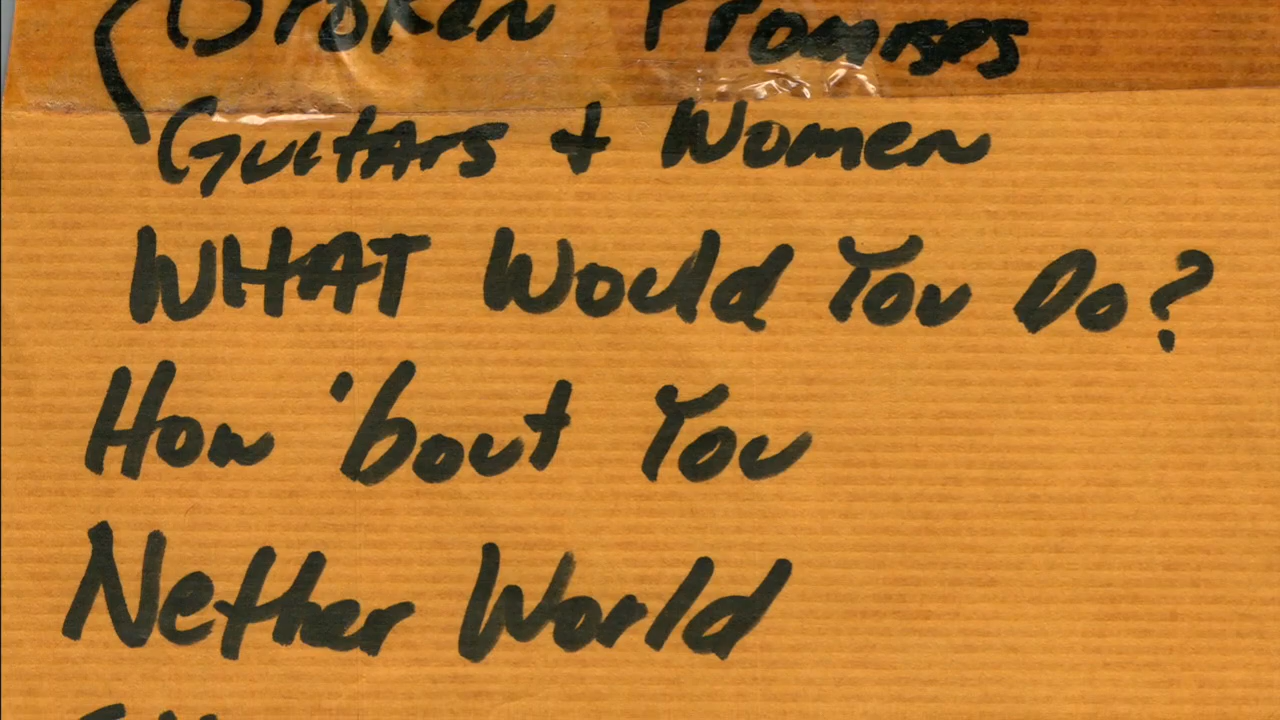 Broken Promises
Guitars + Women
WHAT Would You Do?
How 'bout You
Nether World